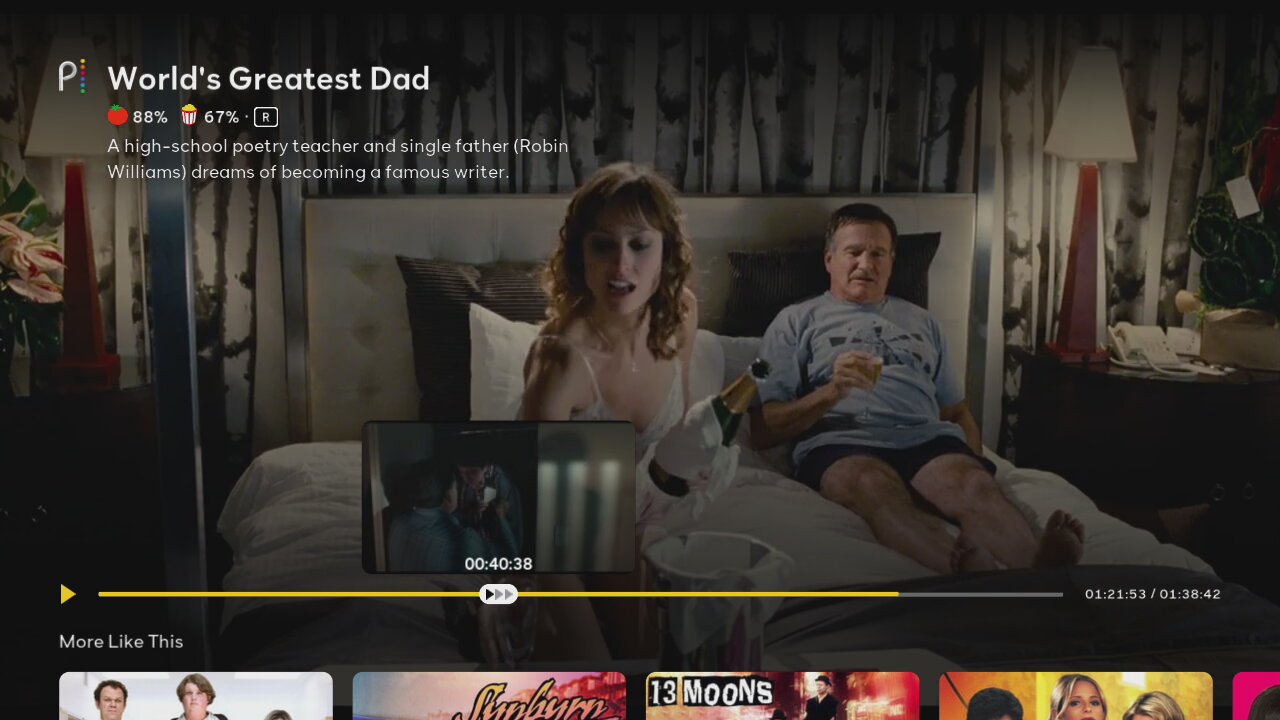 P
World's Greatest Dad
88% 67% · R
A high-school poetry teacher and single father (Robin
Williams) dreams of becoming a famous writer.
00:40:38
01:21:53 / 01:38:42
More Like This
Sunburn
13 MOONS